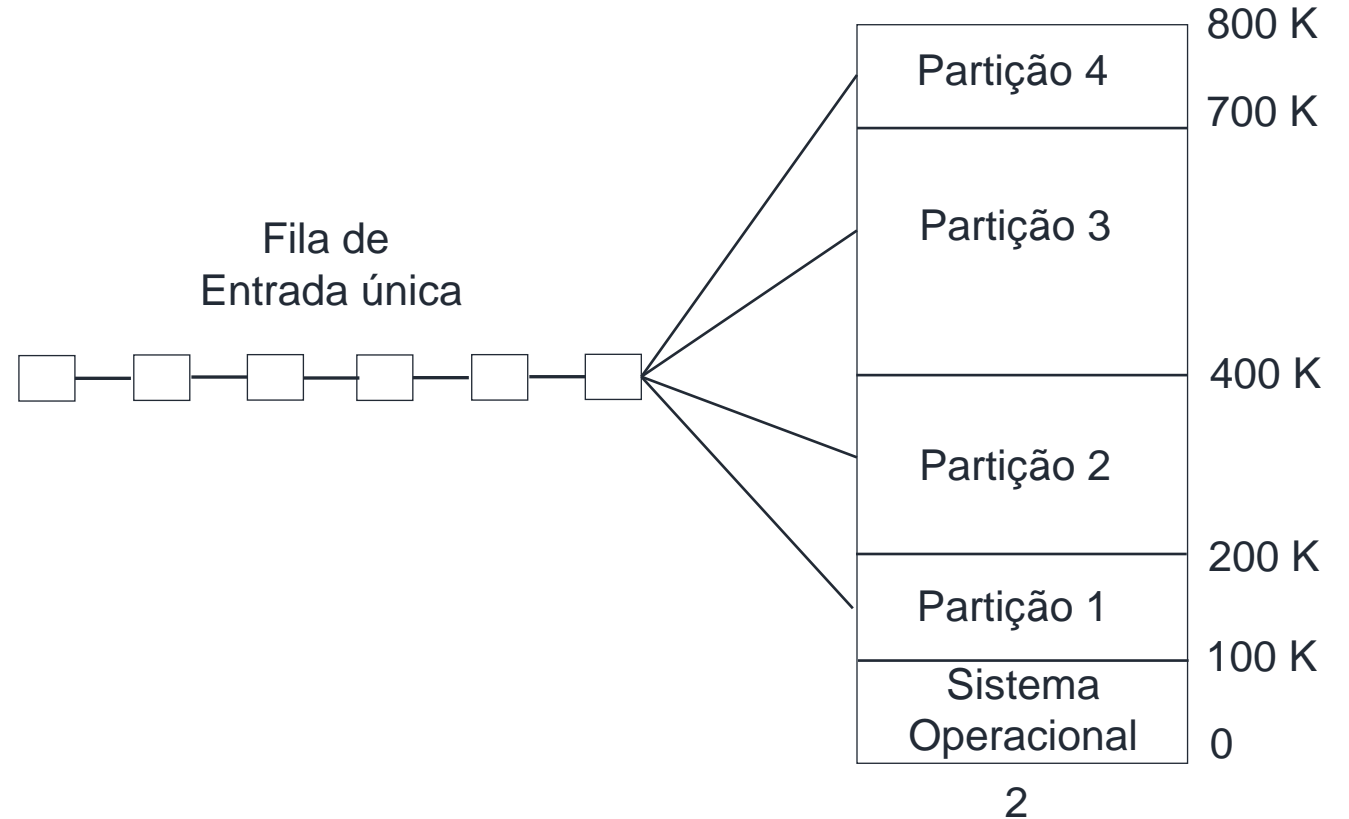 Fila de
Entrada única
800 K
Partição 4
700 K
Partição 3
400 K
Partição 2
200 K
Partição 1
100 K
Sistema
Operacional
0
2